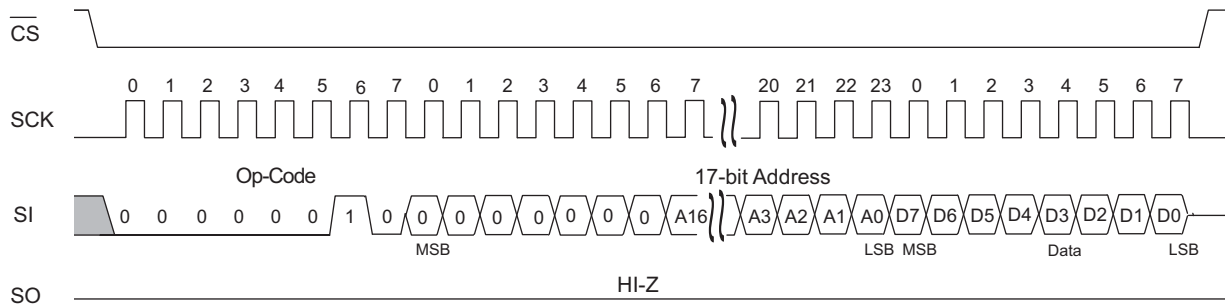 CS
0 1 2 3 4 5 6 7 0 1 2 3 4 5 6 7 20 21 22 23 0 1 2 3 4 5 6 7
SCK
Op-Code 17-bit Address
SI 0 0 0 0 0 0 1 0 0 0 0 0 0 0 0 A16 A3 A2 A1 A0 D7 D6 D5 D4 D3 D2 D1 D0
MSB LSB MSB Data LSB
HI-Z
SO